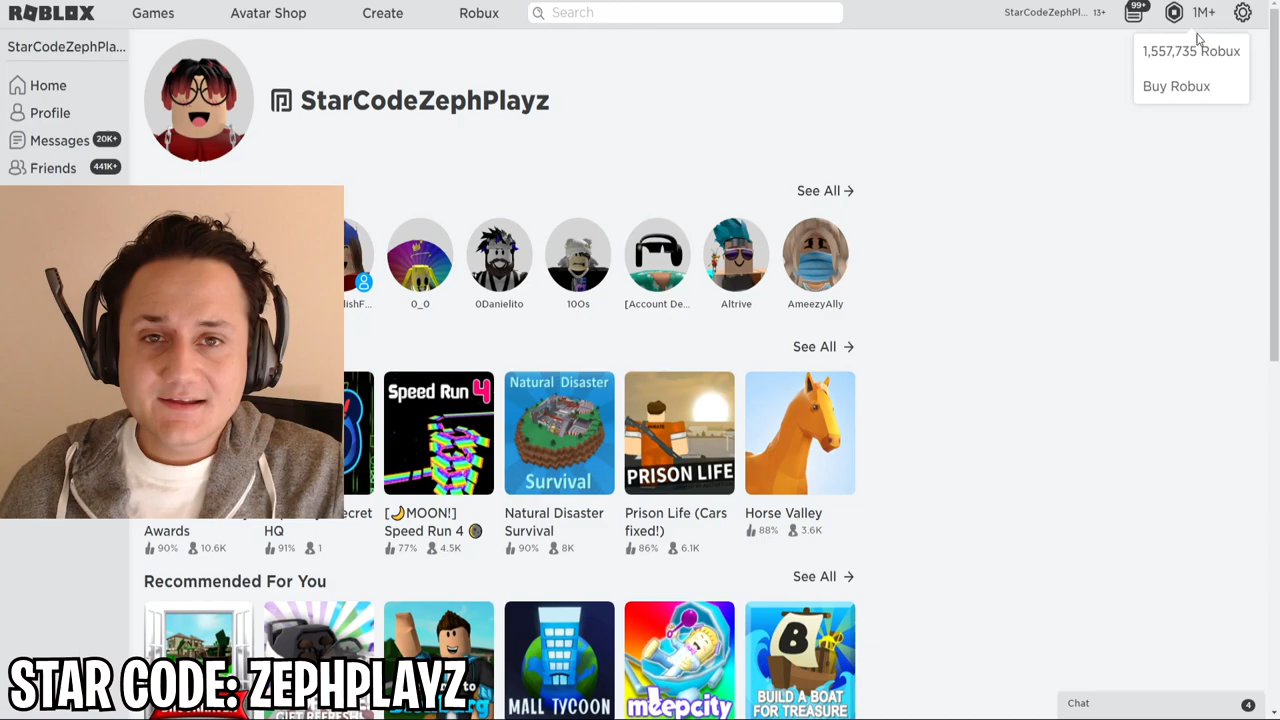 ROBLOX
Games
Avatar Shop
Create
Robux
Search
StarCodeZephPl... 13+
99+
1M+
1,557,735 Robux
Buy Robux
StarCodeZephPla...
Home
Profile
Messages 20K+
Friends 441K+
StarCodeZephPlayz
See All
0_0
0Danielito
10Os
[Account De...
Altrive
AmeezyAlly
See All
Speed Run 4
Natural Disaster
Survival
PRISON LIFE
Awards
90% 10.6K
HQ
91% 1
[🌙MOON!]
Speed Run 4 🌘
77% 4.5K
Natural Disaster
Survival
90% 8K
Prison Life (Cars
fixed!)
86% 6.1K
Horse Valley
88% 3.6K
Recommended For You
See All
MALL TYCOON
meepcity
B
BUILD A BOAT
FOR TREASURE
STAR CODE: ZEPHPLAYZ
Chat
4